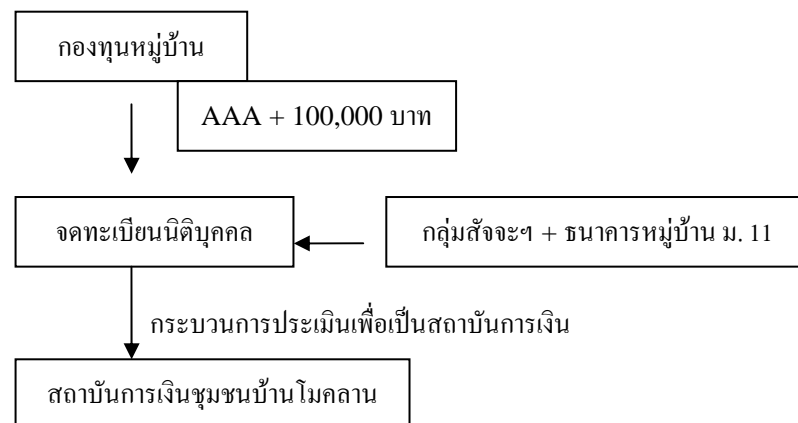 กองทุนหมู่บ้าน
AAA + 100,000 บาท
จดทะเบียนนิติบุคคล
กลุ่มสัจจะฯ + ธนาคารหมู่บ้าน ม. 11
กระบวนการประเมินเพื่อเป็นสถาบันการเงิน
สถาบันการเงินชุมชนบ้านโมคลาน